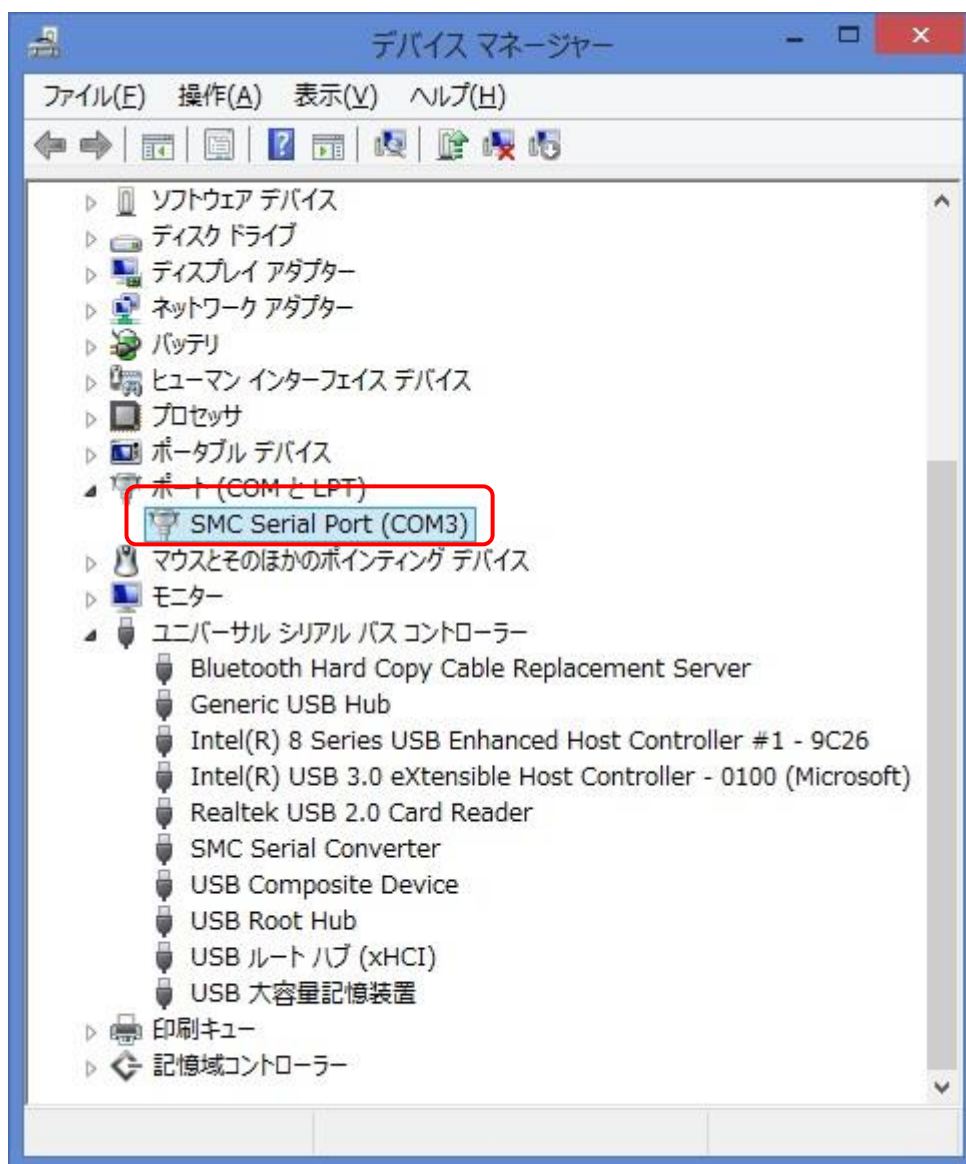 デバイス マネージャー
ファイル(F) 操作(A) 表示(V) ヘルプ(H)
ソフトウェア デバイス
ディスク ドライブ
ディスプレイ アダプター
ネットワーク アダプター
バッテリ
ヒューマン インターフェイス デバイス
プロセッサ
ポータブル デバイス
ポート (COM と LPT)
SMC Serial Port (COM3)
マウスとそのほかのポインティング デバイス
モニター
ユニバーサル シリアル バス コントローラー
Bluetooth Hard Copy Cable Replacement Server
Generic USB Hub
Intel(R) 8 Series USB Enhanced Host Controller #1 - 9C26
Intel(R) USB 3.0 eXtensible Host Controller - 0100 (Microsoft)
Realtek USB 2.0 Card Reader
SMC Serial Converter
USB Composite Device
USB Root Hub
USB ルート ハブ (xHCI)
USB 大容量記憶装置
印刷キュー
記憶域コントローラー